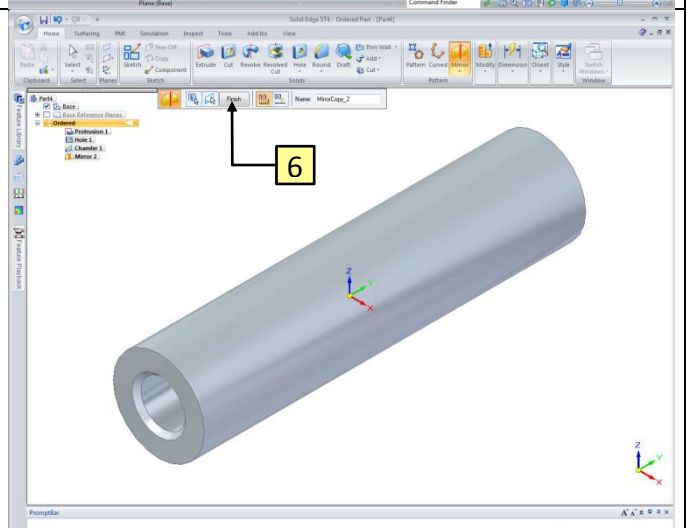 Plane (Base)
Command Finder
Solid Edge ST4 - Ordered Part - [Part4]
Home Surfacing PMI Simulation Inspect Tools Add Ins View
Paste Select Sketch Tear-Off Copy Component Extrude Cut Revolve Revolved Cut Hole Round Draft Thin Wall Add Cut Pattern Curved Mirror Modify Dimension Orient Style Switch Windows
Clipboard Select Planes Sketch Solids Pattern Window
Finish Name: MirrorCopy_2
Part4
Base
Base Reference Planes
Ordered
Protrusion 1
Hole 1
Chamfer 1
Mirror 2
Feature Library
Feature Playback
6
Z
Y
X
Z
Y
X
PromptBar